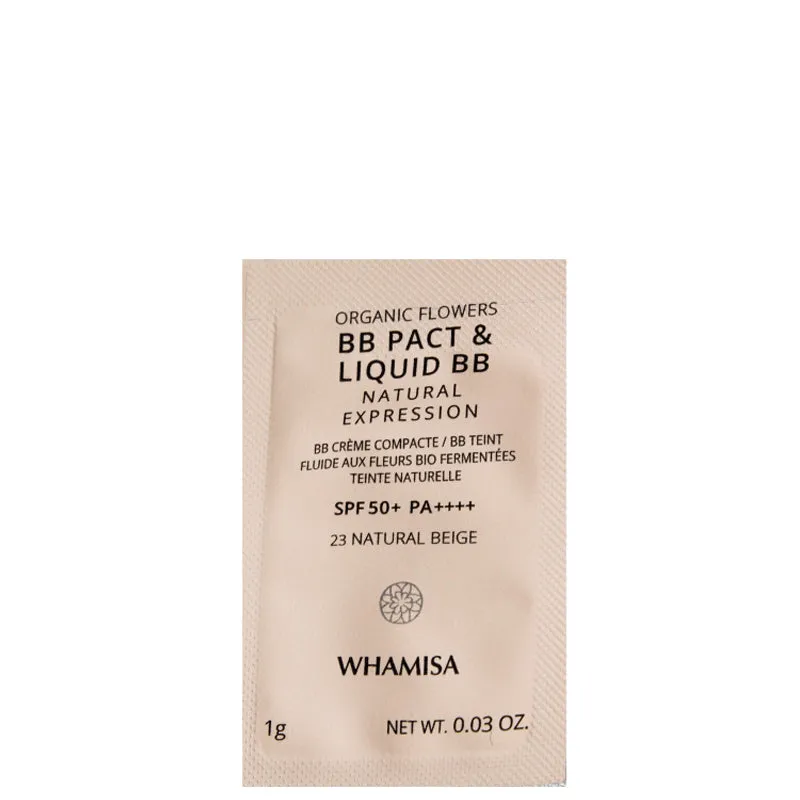 ORGANIC FLOWERS
BB PACT &
LIQUID BB
NATURAL
EXPRESSION
BB CRÈME COMPACTE / BB TEINT
FLUIDE AUX FLEURS BIO FERMENTÉES
TEINTE NATURELLE
SPF 50+ PA++++
23 NATURAL BEIGE
WHAMISA
1g NET WT. 0.03 OZ.